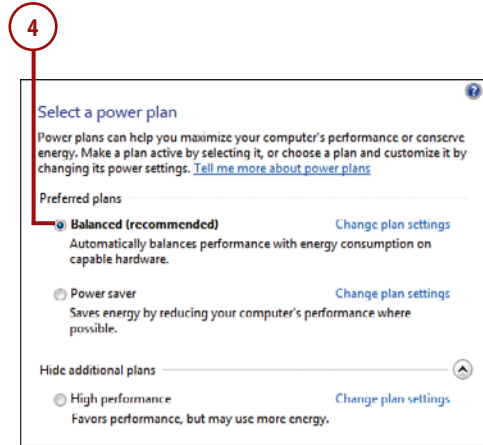 4
?
Select a power plan
Power plans can help you maximize your computer's performance or conserve
energy. Make a plan active by selecting it, or choose a plan and customize it by
changing its power settings. Tell me more about power plans
Preferred plans
Balanced (recommended) Change plan settings
Automatically balances performance with energy consumption on
capable hardware.
Power saver Change plan settings
Saves energy by reducing your computer's performance where
possible.
Hide additional plans
High performance Change plan settings
Favors performance, but may use more energy.